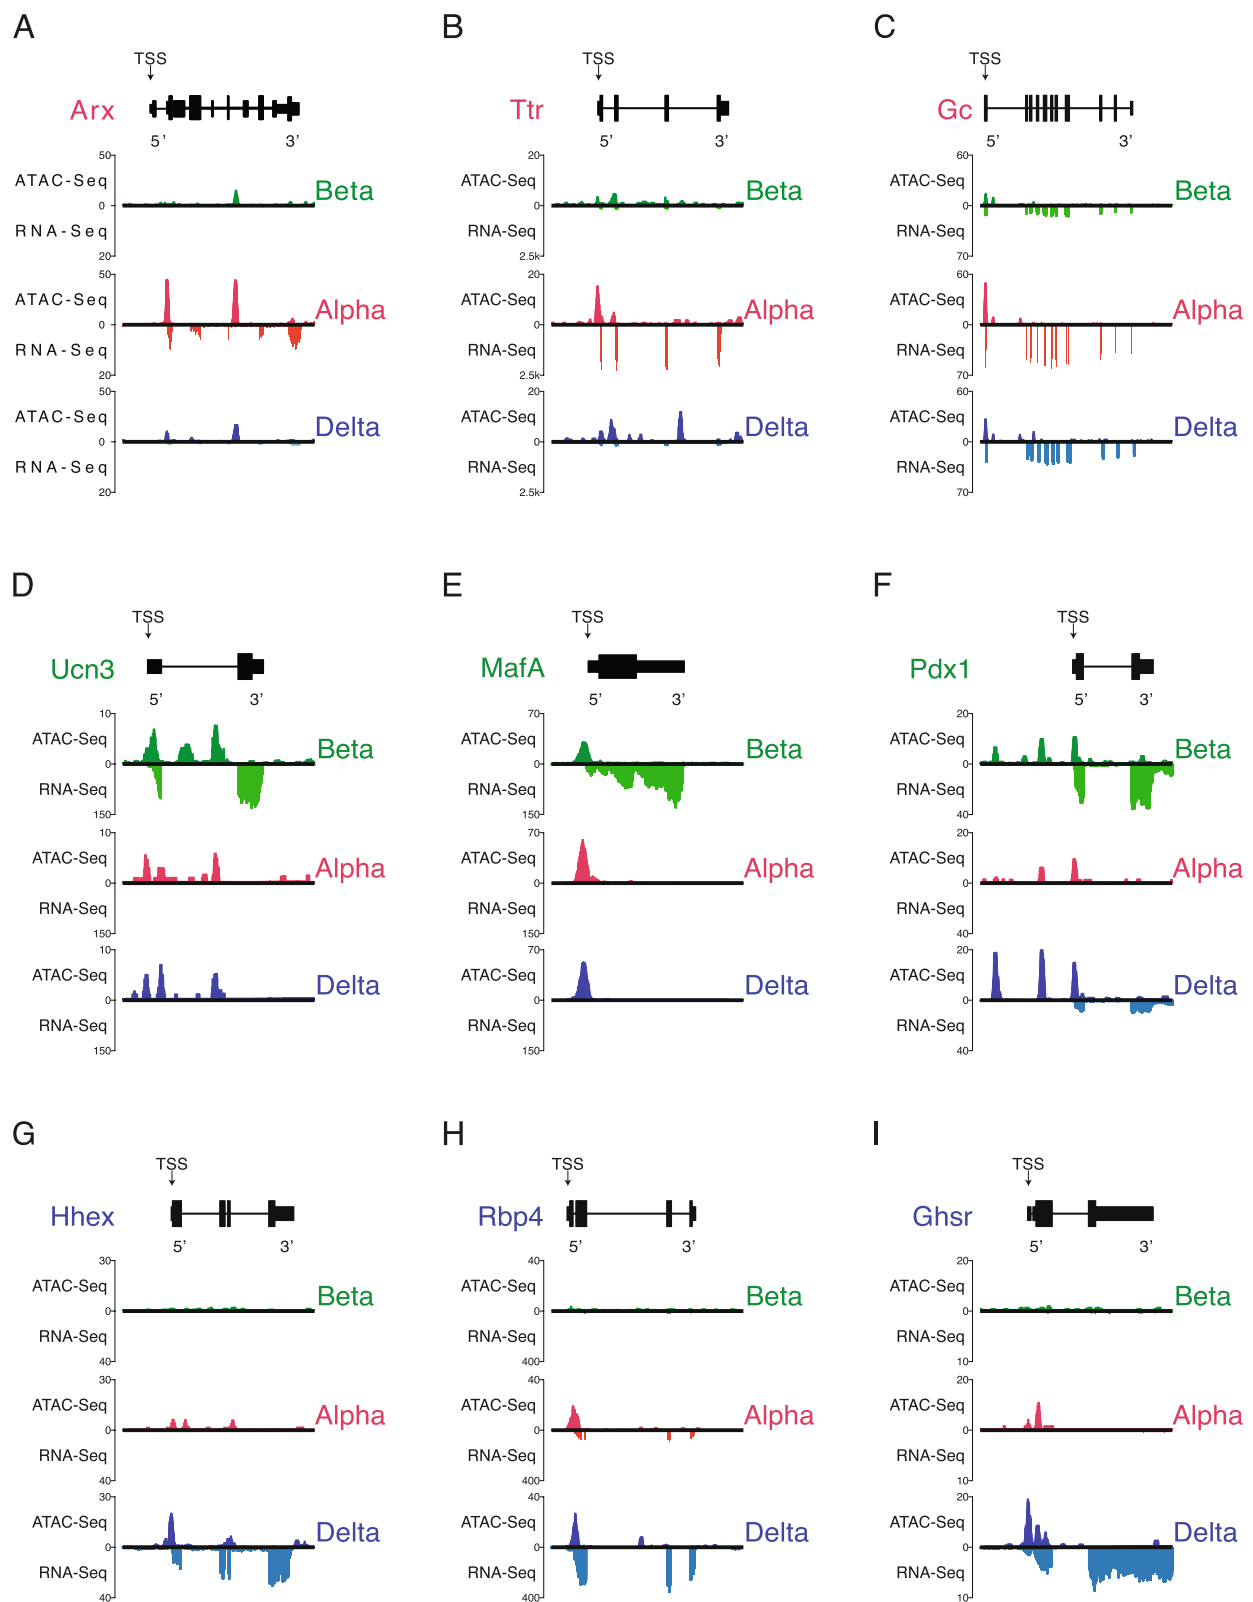 A
TSS
Arx
5’ 3’
50
ATAC-Seq
Beta
0
RNA-Seq
20
50
ATAC-Seq
Alpha
0
RNA-Seq
20
50
ATAC-Seq
Delta
0
RNA-Seq
20
B
TSS
Ttr
5’ 3’
20
ATAC-Seq
Beta
0
RNA-Seq
2.5k
20
ATAC-Seq
Alpha
0
RNA-Seq
2.5k
20
ATAC-Seq
Delta
0
RNA-Seq
2.5k
C
TSS
Gc
5’ 3’
60
ATAC-Seq
Beta
0
RNA-Seq
70
60
ATAC-Seq
Alpha
0
RNA-Seq
70
60
ATAC-Seq
Delta
0
RNA-Seq
70
D
TSS
Ucn3
5’ 3’
10
ATAC-Seq
Beta
0
RNA-Seq
150
10
ATAC-Seq
Alpha
0
RNA-Seq
150
10
ATAC-Seq
Delta
0
RNA-Seq
150
E
TSS
MafA
5’ 3’
70
ATAC-Seq
Beta
0
RNA-Seq
150
70
ATAC-Seq
Alpha
0
RNA-Seq
150
70
ATAC-Seq
Delta
0
RNA-Seq
150
F
TSS
Pdx1
5’ 3’
20
ATAC-Seq
Beta
0
RNA-Seq
40
20
ATAC-Seq
Alpha
0
RNA-Seq
40
20
ATAC-Seq
Delta
0
RNA-Seq
40
G
TSS
Hhex
5’ 3’
30
ATAC-Seq
Beta
0
RNA-Seq
40
30
ATAC-Seq
Alpha
0
RNA-Seq
40
30
ATAC-Seq
Delta
0
RNA-Seq
40
H
TSS
Rbp4
5’ 3’
40
ATAC-Seq
Beta
0
RNA-Seq
400
40
ATAC-Seq
Alpha
0
RNA-Seq
400
40
ATAC-Seq
Delta
0
RNA-Seq
400
I
TSS
Ghsr
5’ 3’
20
ATAC-Seq
Beta
0
RNA-Seq
10
20
ATAC-Seq
Alpha
0
RNA-Seq
10
20
ATAC-Seq
Delta
0
RNA-Seq
10